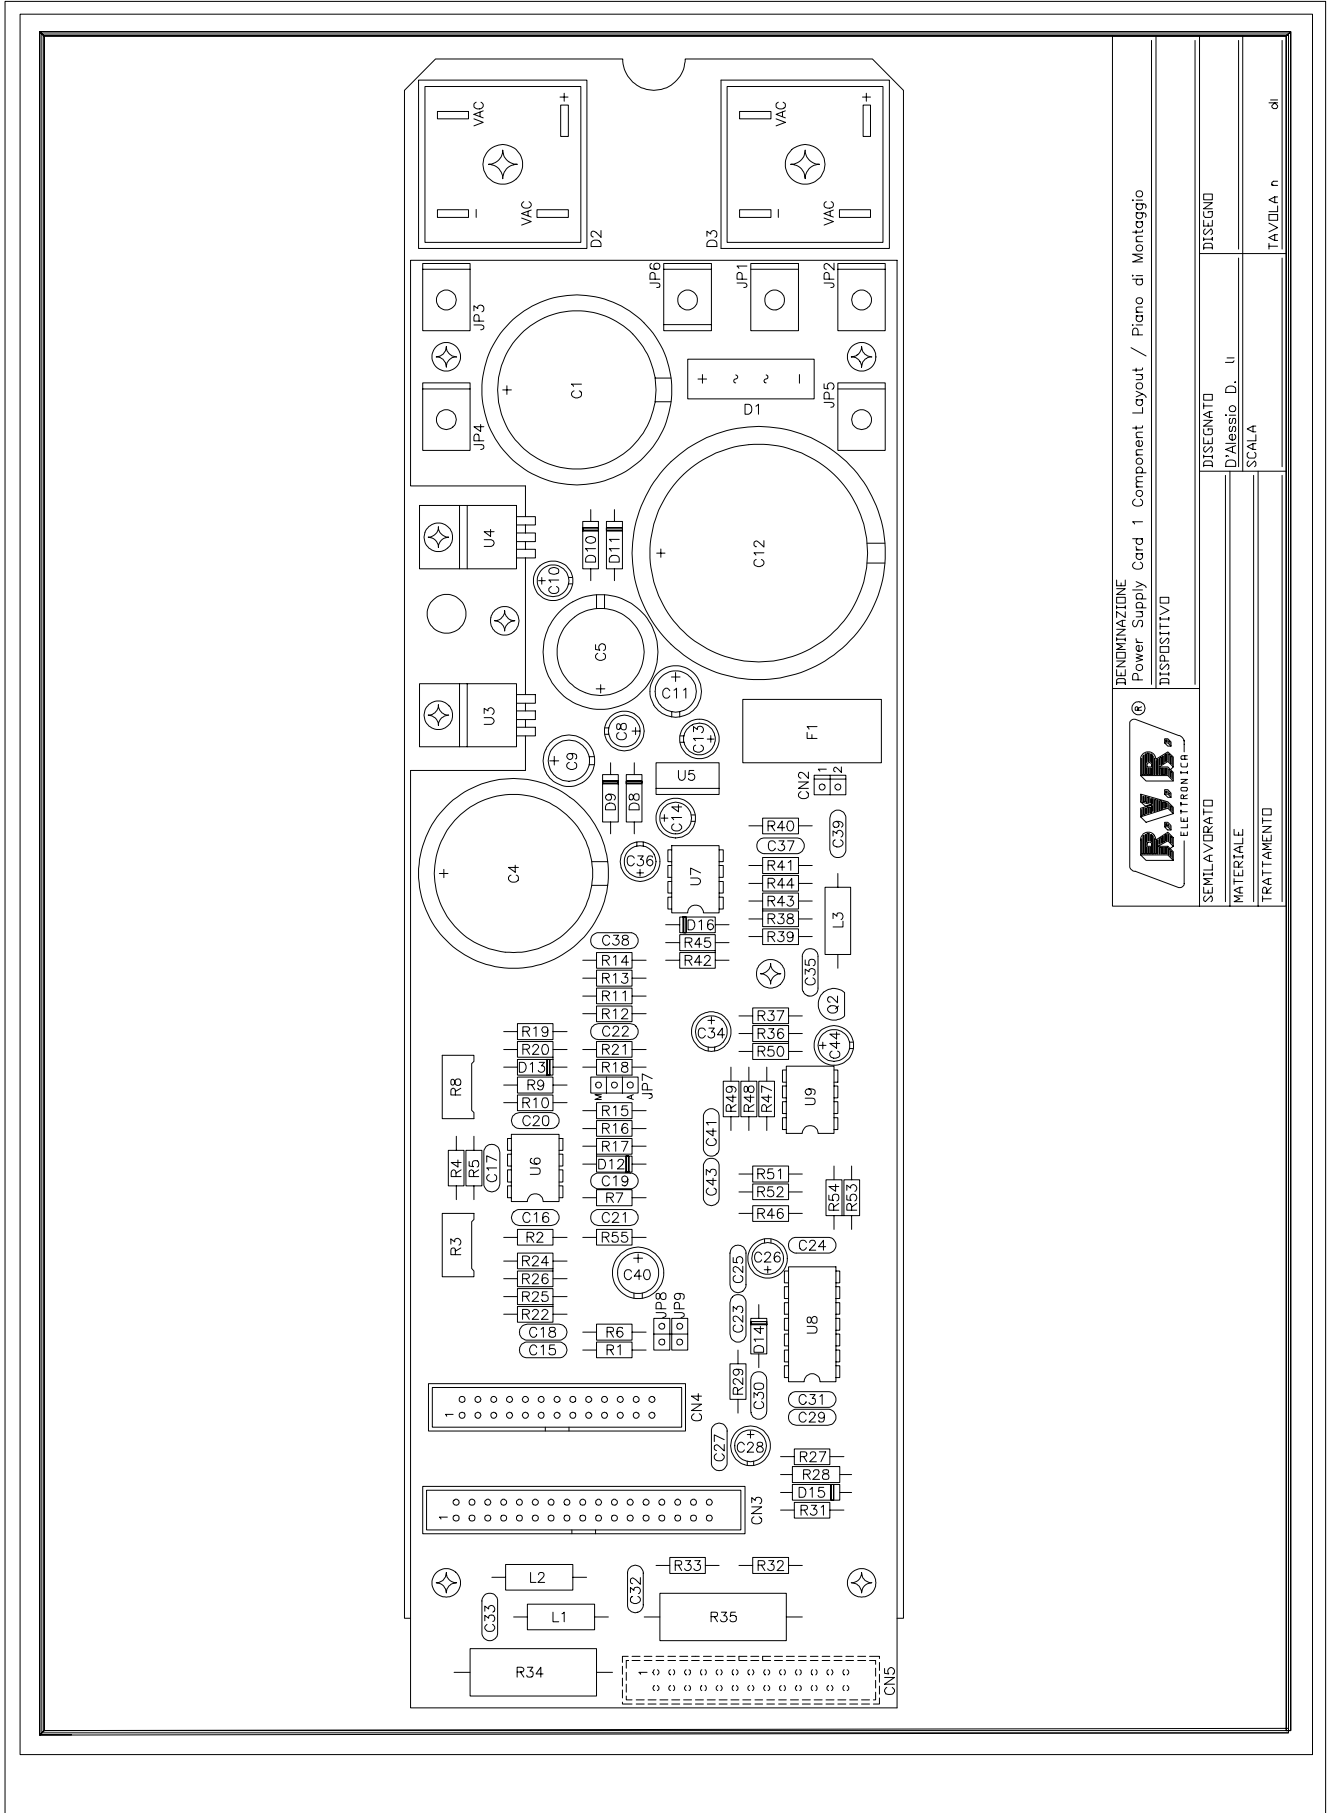 VAC
+
VAC
+
–
VAC
D2
–
VAC
D3
JP3
JP6
JP1
JP2
JP4
+
C1
+
~
~
–
D1
JP5
U4
D10
D11
+
C10
+
C12
U3
C5
+
+
C11
C8
+
C13
+
F1
+
C9
D9
D8
U5
CN2
1
2
+
C14
+
C4
C36
+
U7
R40
C37
C39
R41
R44
R43
R38
R39
L3
D16
R45
R42
C38
R14
R13
R11
R12
C22
R21
R18
C35
Q2
R19
R20
D13
R9
R10
C20
R8
+
C34
R37
R36
R50
+
C44
M
A
JP7
R49
R48
R47
U9
R15
R16
R17
D12
C19
R7
C21
R55
R4
R5
C17
U6
C41
C43
R51
R52
R46
R54
R53
R3
C16
R2
R24
R26
R25
R22
C18
C15
+
C40
JP8
JP9
R6
R1
C25
C26
+
C24
C23
D14
U8
R29
C30
C31
C29
1
CN4
C27
+
C28
R27
R28
D15
R31
1
CN3
L2
R33
R32
C32
C33
L1
R35
R34
1
CN5
R.V.R.
®
ELETTRONICA
DENOMINAZIONE
Power Supply Card 1 Component Layout / Piano di Montaggio
DISPOSITIVO
SEMILAVORATO
MATERIALE
TRATTAMENTO
DISEGNATO
D'Alessio D. li
SCALA
DISEGNO
TAVOLA n di